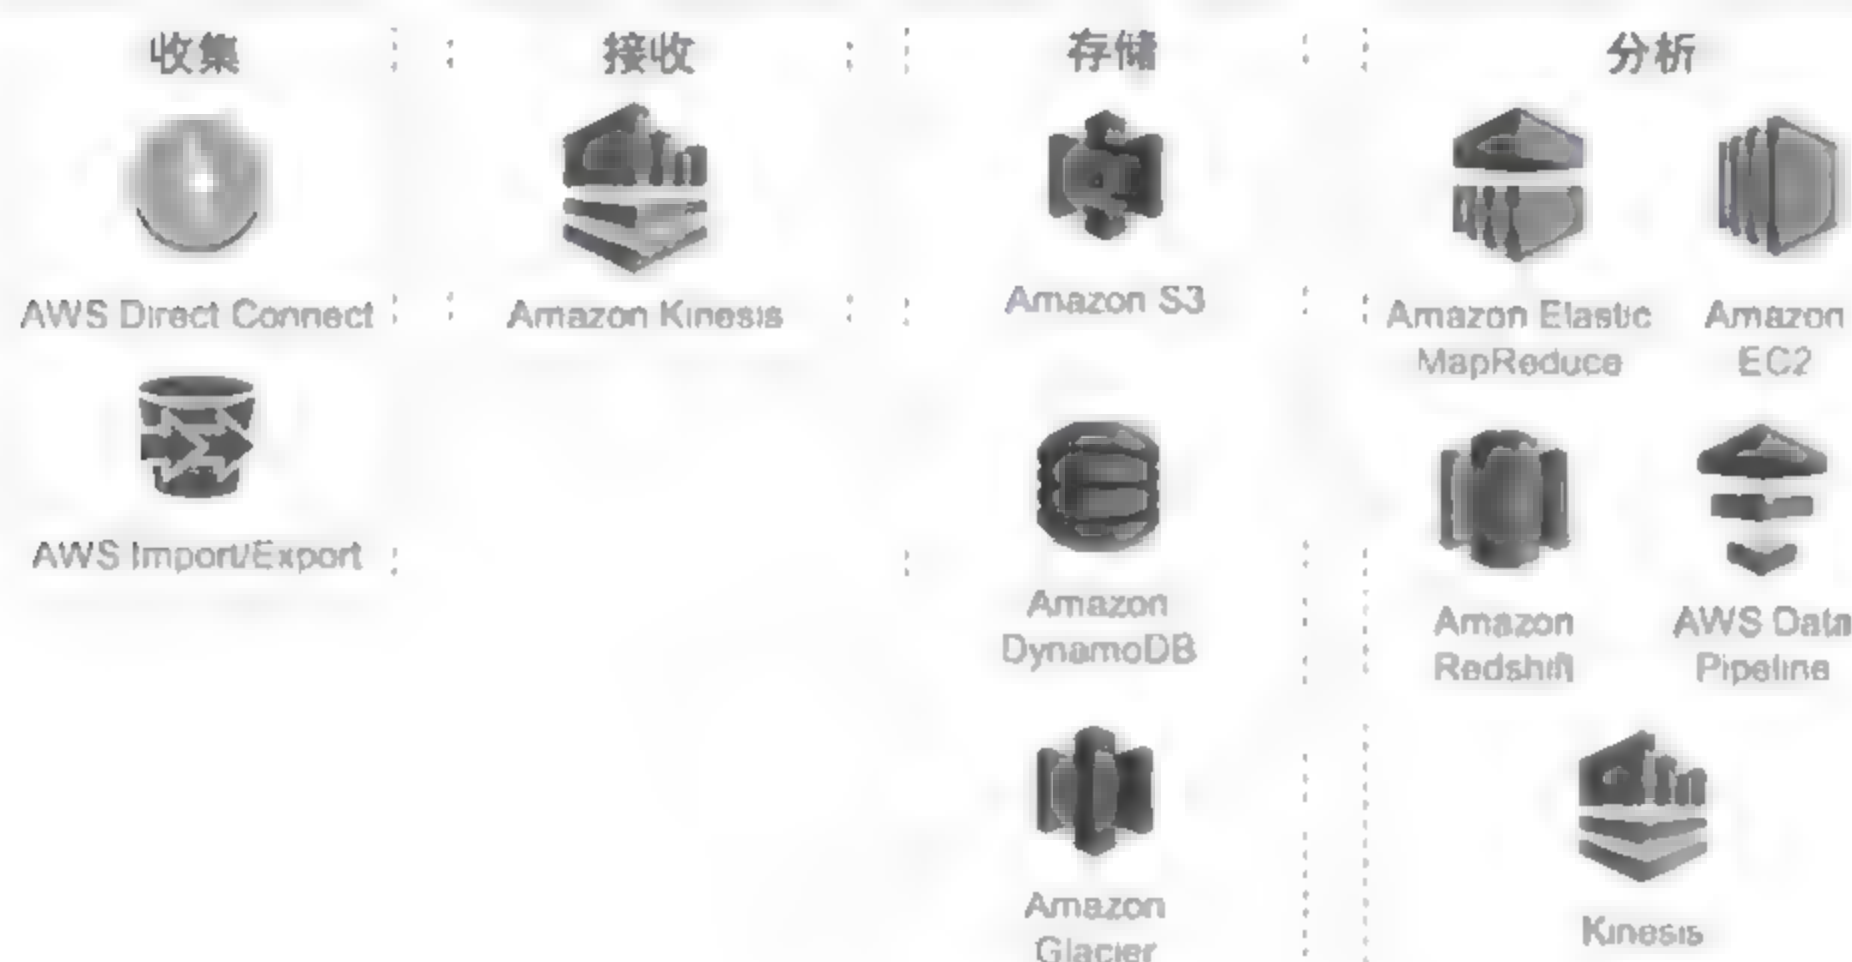 收集
AWS Direct Connect
AWS Import/Export
接收
Amazon Kinesis
存储
Amazon S3
Amazon
DynamoDB
Amazon
Glacier
分析
Amazon Elastic
MapReduce
Amazon
EC2
Amazon
Redshift
AWS Data
Pipeline
Kinesis